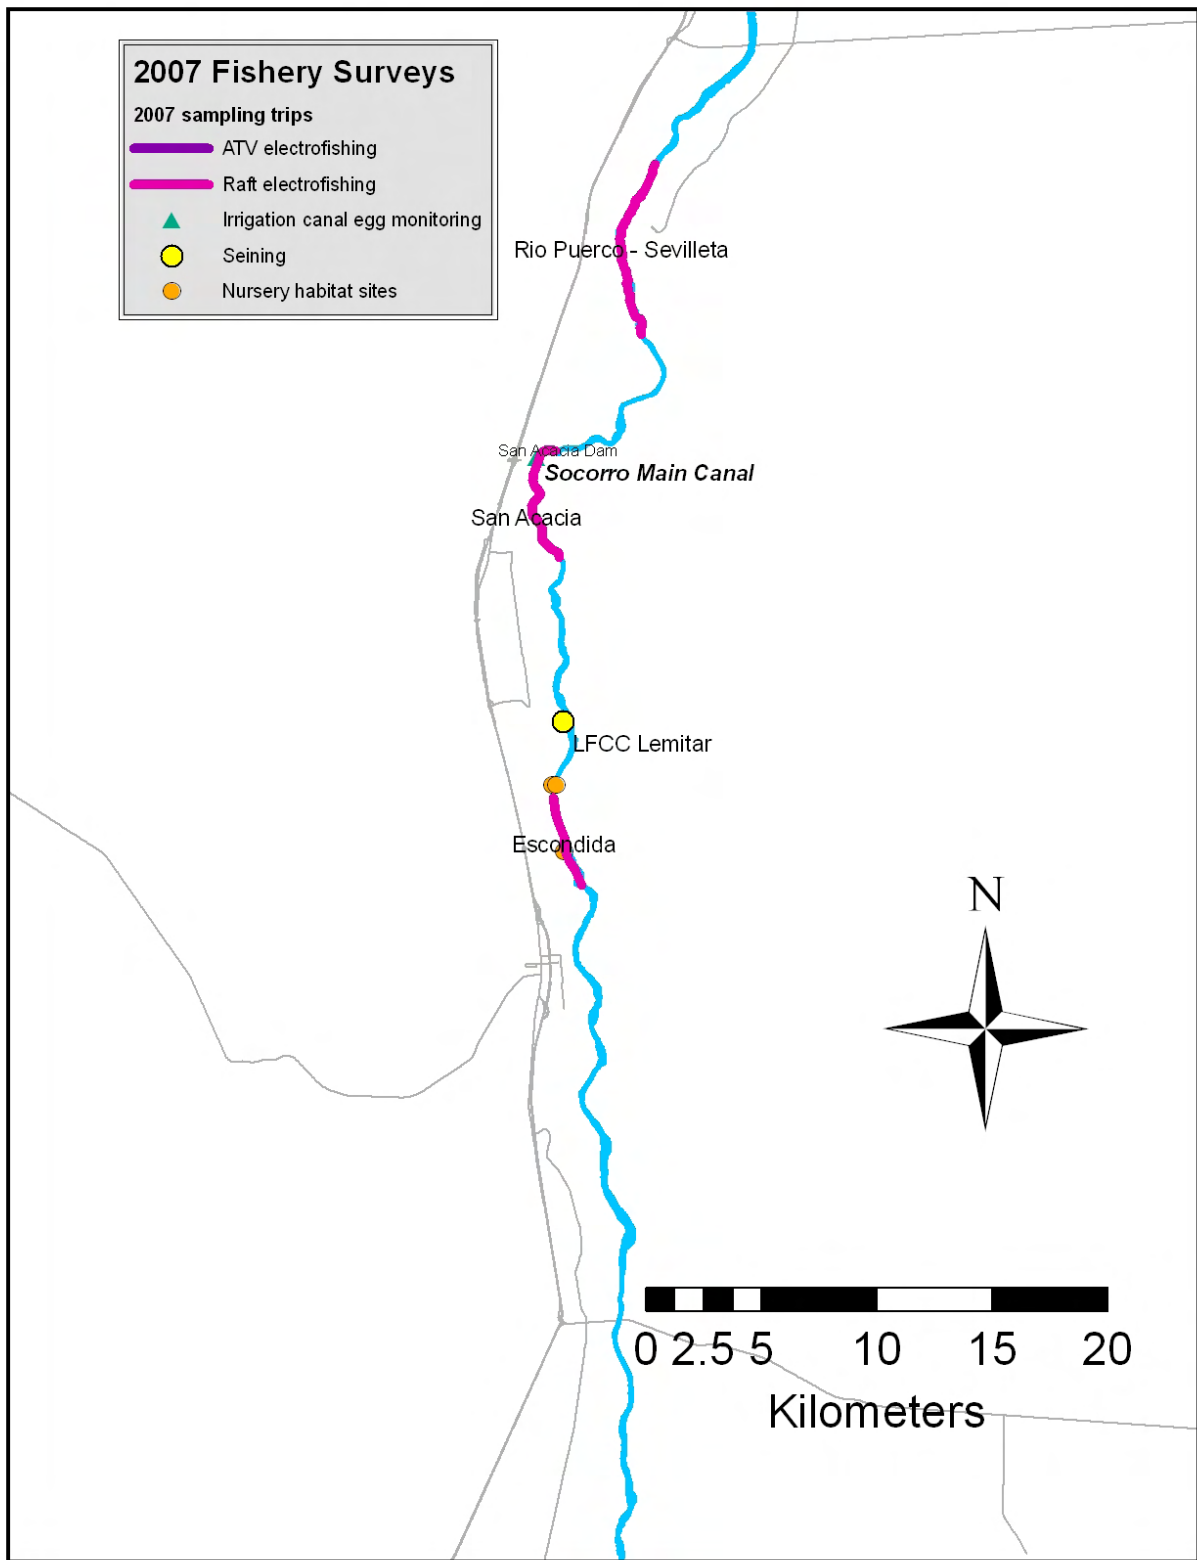 2007 Fishery Surveys
2007 sampling trips
ATV electrofishing
Raft electrofishing
Irrigation canal egg monitoring
Seining
Nursery habitat sites
Rio Puerco - Sevilleta
San Acacia Dam
Socorro Main Canal
San Acacia
LFCC Lemitar
Escondida
N
0 2.5 5 10 15 20
Kilometers